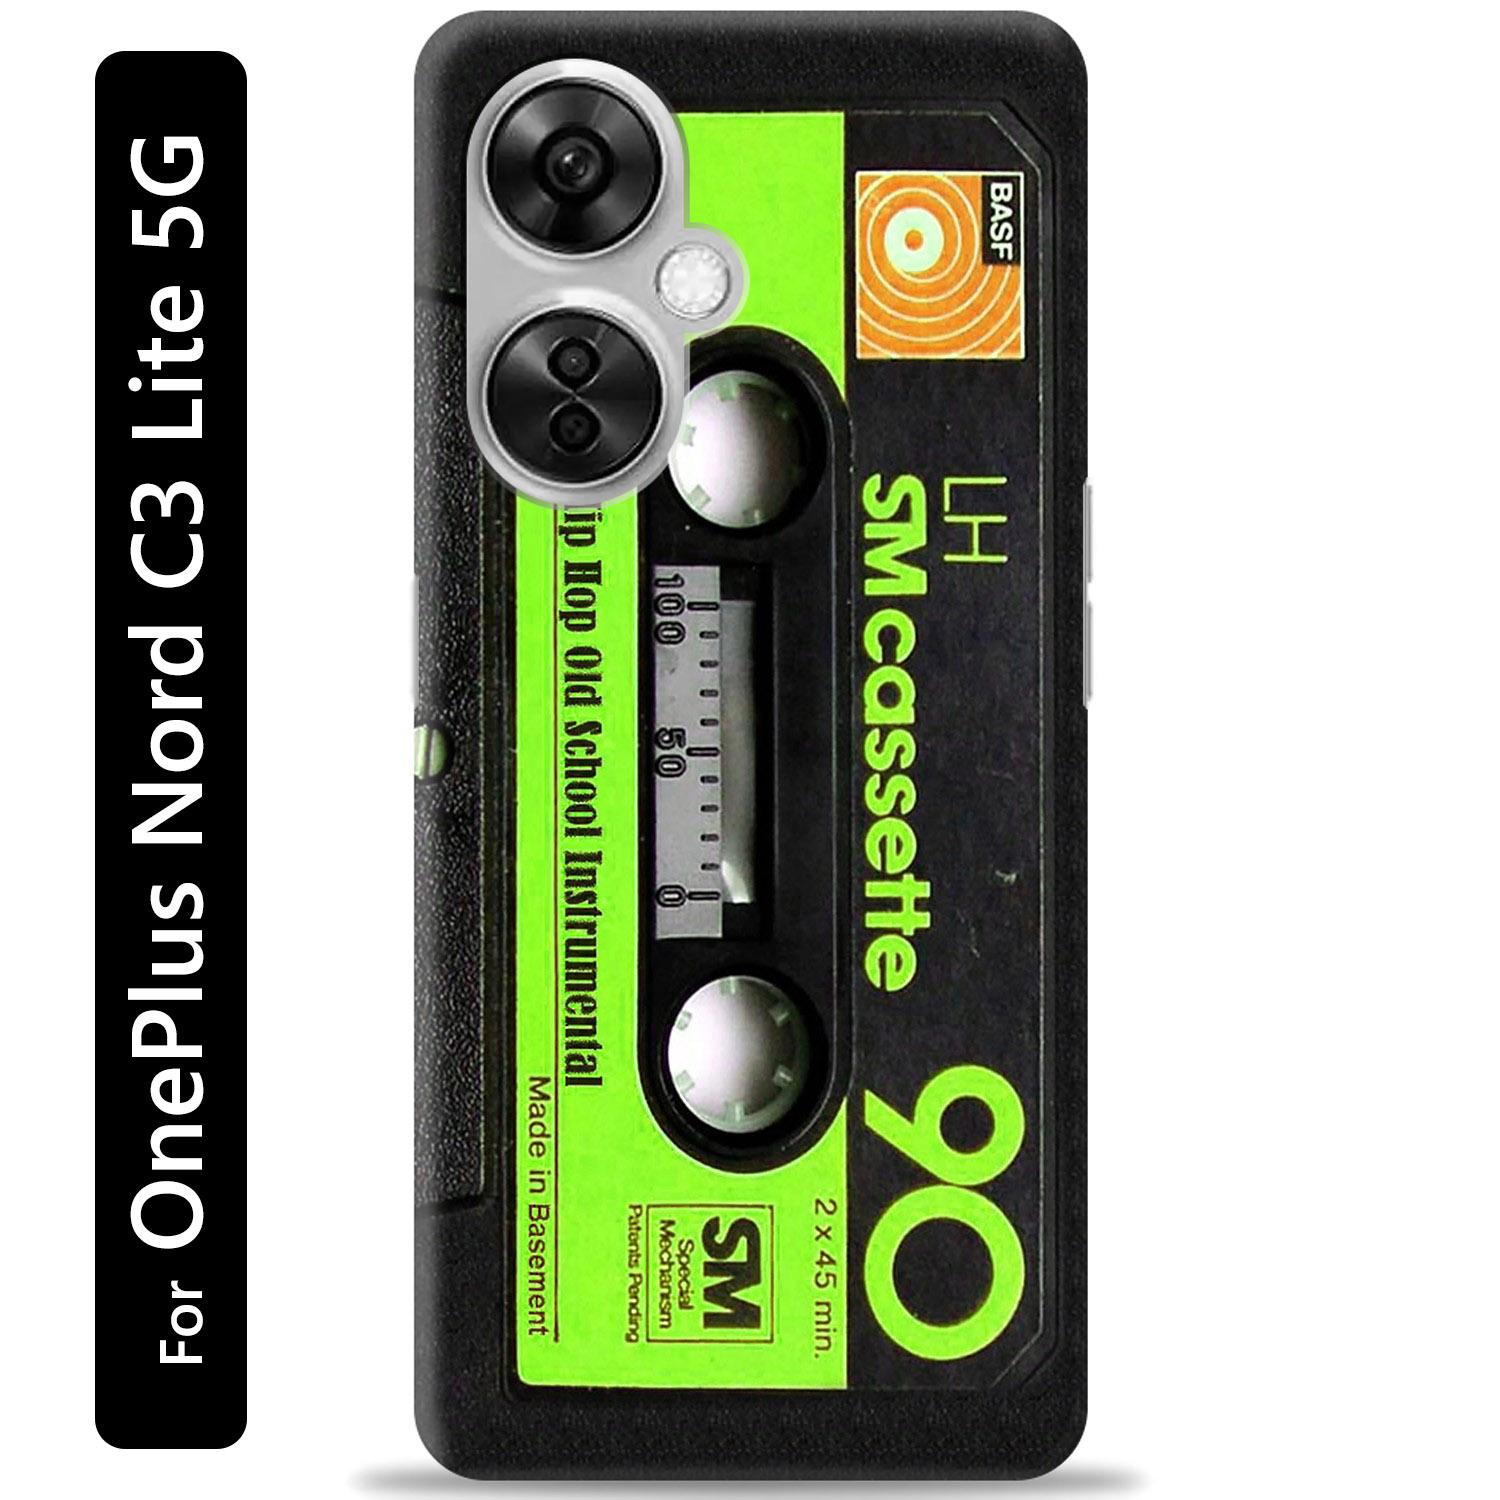 For OnePlus Nord C3 Lite 5G
BASF
LH
SM cassette
90
2 x 45 min.
100
50
0
SM
Special
Mechanism
Patents Pending
ip Hop Old School Instrumental
Made in Basement